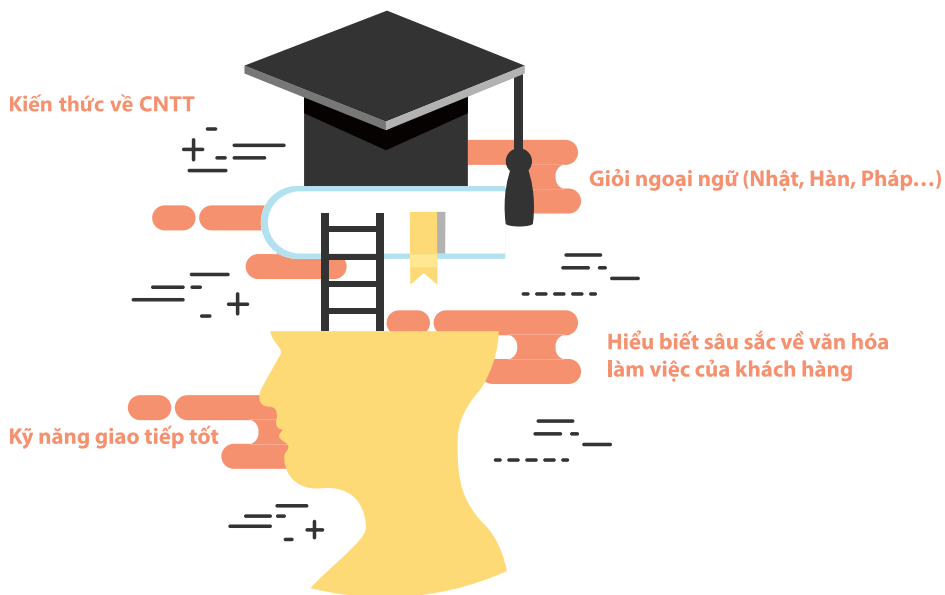 Kiến thức về CNTT
Giỏi ngoại ngữ (Nhật, Hàn, Pháp...)
Hiểu biết sâu sắc về văn hóa
làm việc của khách hàng
Kỹ năng giao tiếp tốt